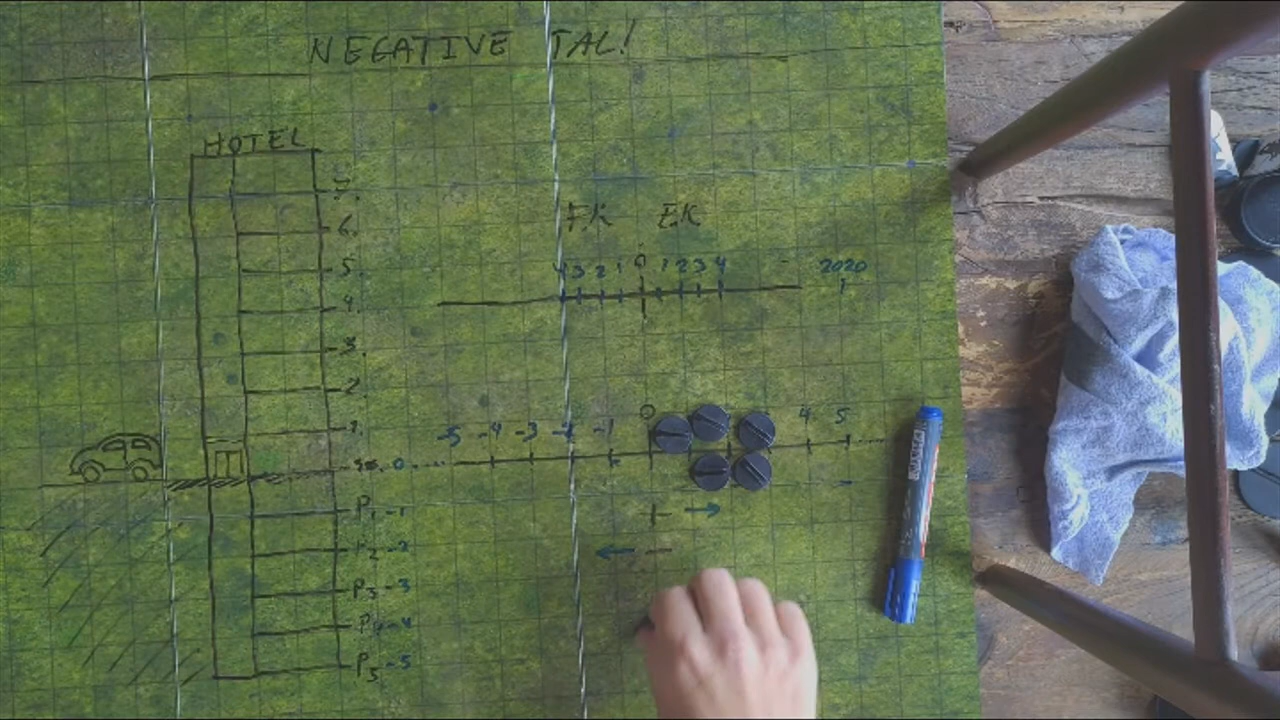 NEGATIVE TAL!
HOTEL
7.
6.
5.
4.
3.
2.
1.
0.
P1 -1
P2 -2
P3 -3
P4 -4
P5 -5
FK EK
4 3 2 1 0 1 2 3 4 - 2020
-5 -4 -3 -2 -1 0 4 5
+ →
← -